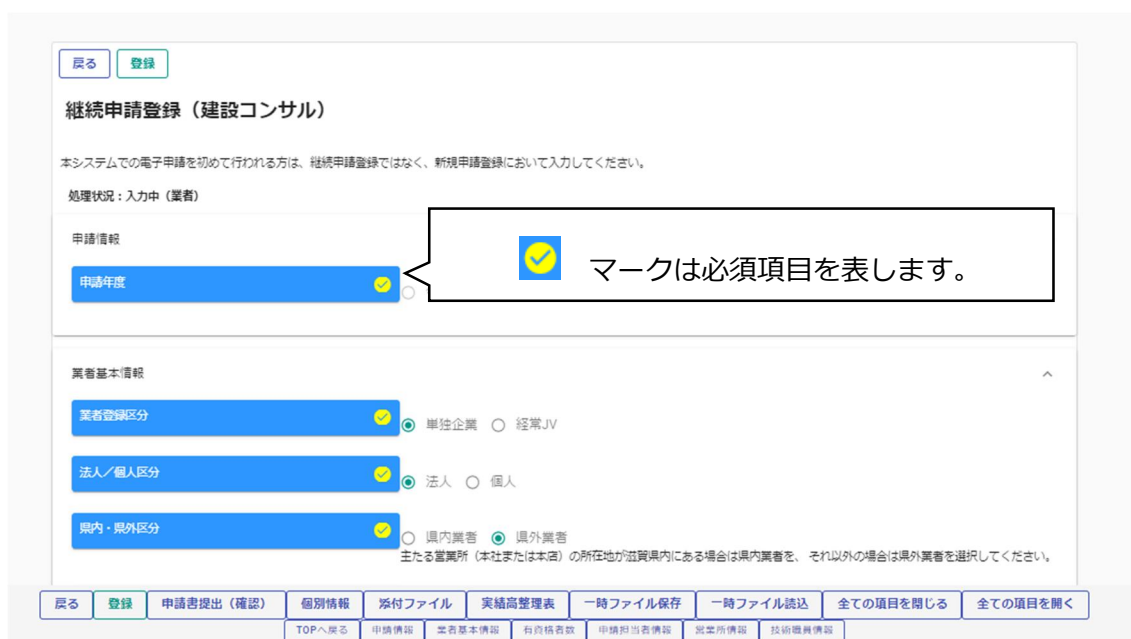 戻る 登録
継続申請登録（建設コンサル）
本システムでの電子申請を初めて行われる方は、継続申請登録ではなく、新規申請登録において入力してください。
処理状況：入力中（業者）
申請情報
マークは必須項目を表します。
申請年度
業者基本情報
業者登録区分 単独企業 経常JV
法人／個人区分 法人 個人
県内・県外区分 県内業者 県外業者
主たる営業所（本社または本店）の所在地が滋賀県内にある場合は県内業者を、それ以外の場合は県外業者を選択してください。
戻る 登録 申請書提出（確認） 個別情報 添付ファイル 実績高整理表 一時ファイル保存 一時ファイル読込 全ての項目を閉じる 全ての項目を開く
TOPへ戻る 申請情報 業者基本情報 有資格者数 申請担当者情報 営業所情報 技術職員情報